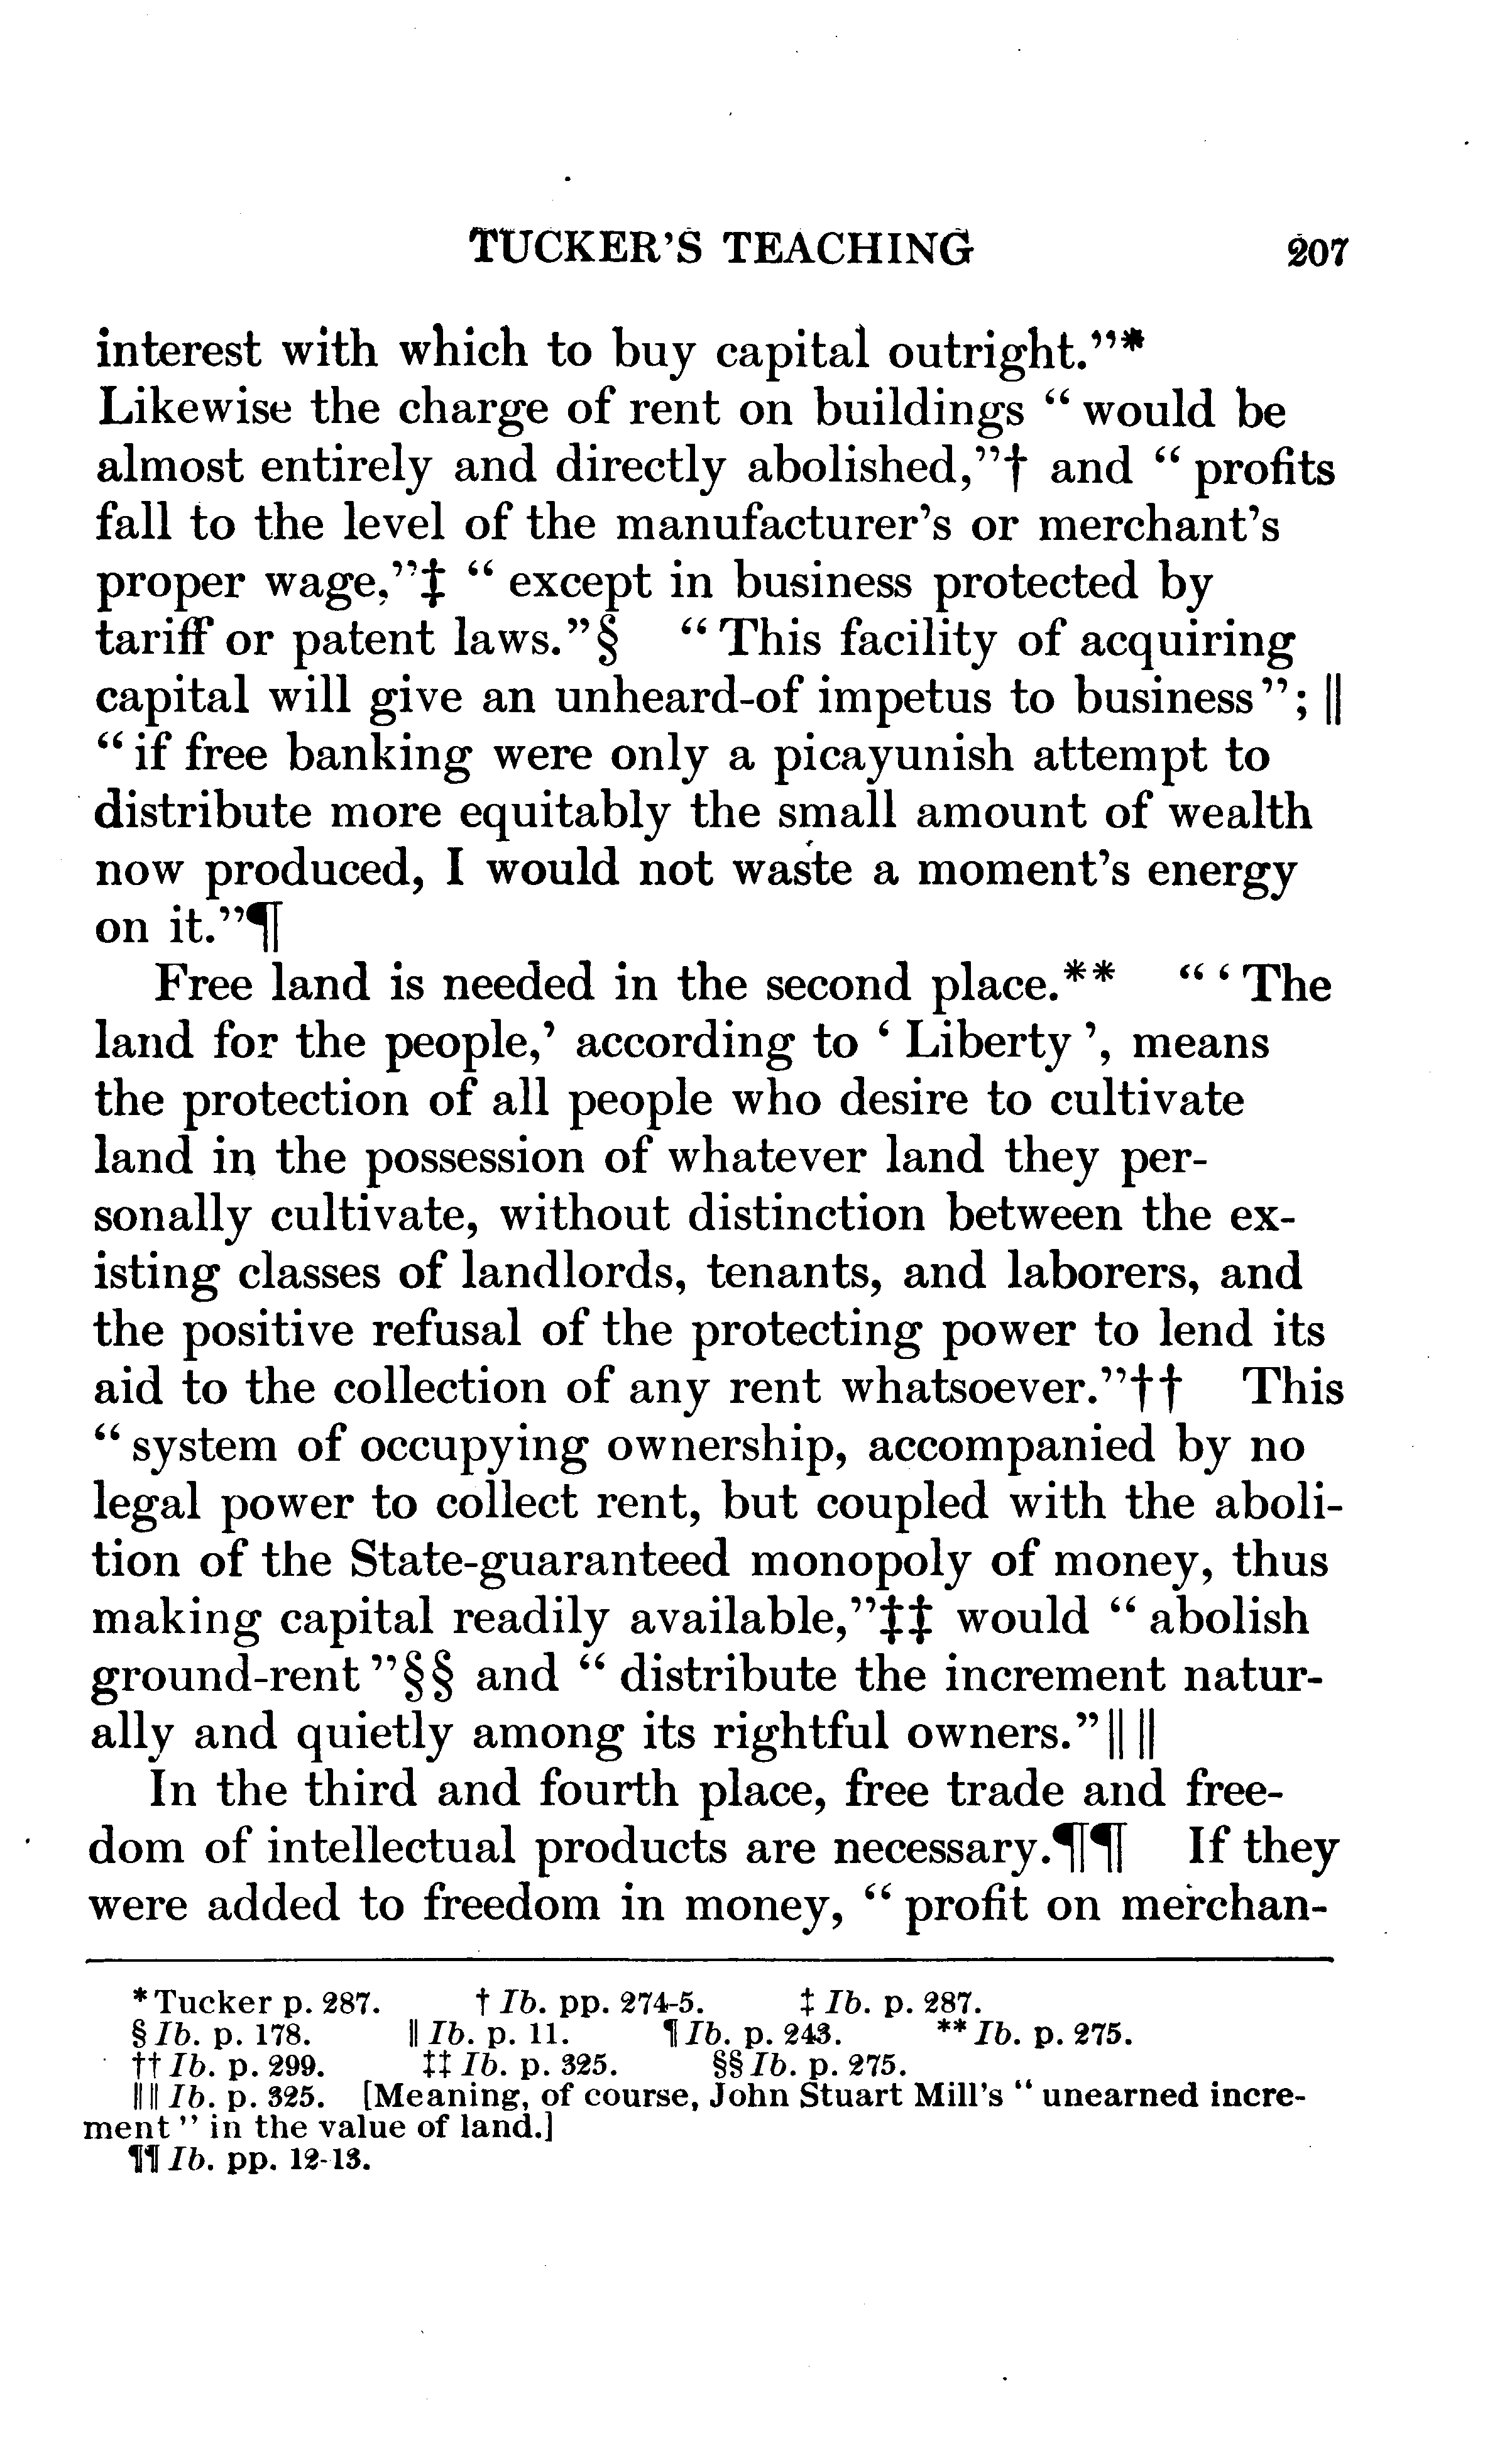 TUCKER'S TEACHING 207
interest with which to buy capital outright.”*
Likewise the charge of rent on buildings “ would be
almost entirely and directly abolished,”† and “ profits
fall to the level of the manufacturer's or merchant's
proper wage,”‡ “ except in business protected by
tariff or patent laws.”§ “ This facility of acquiring
capital will give an unheard-of impetus to business ”; ‖
“ if free banking were only a picayunish attempt to
distribute more equitably the small amount of wealth
now produced, I would not waste a moment's energy
on it.”¶
Free land is needed in the second place.** “ ‘ The
land for the people,’ according to ‘ Liberty ’, means
the protection of all people who desire to cultivate
land in the possession of whatever land they per-
sonally cultivate, without distinction between the ex-
isting classes of landlords, tenants, and laborers, and
the positive refusal of the protecting power to lend its
aid to the collection of any rent whatsoever.”†† This
“ system of occupying ownership, accompanied by no
legal power to collect rent, but coupled with the aboli-
tion of the State-guaranteed monopoly of money, thus
making capital readily available,”‡‡ would “ abolish
ground-rent ”§§ and “ distribute the increment natur-
ally and quietly among its rightful owners.”‖‖
In the third and fourth place, free trade and free-
dom of intellectual products are necessary.¶¶ If they
were added to freedom in money, “ profit on merchan-
* Tucker p. 287. † Ib. pp. 274-5. ‡ Ib. p. 287.
§ Ib. p. 178. ‖ Ib. p. 11. ¶ Ib. p. 243. ** Ib. p. 275.
†† Ib. p. 299. ‡‡ Ib. p. 325. §§ Ib. p. 275.
‖‖ Ib. p. 325. [Meaning, of course, John Stuart Mill's “ unearned incre-
ment ” in the value of land.]
¶¶ Ib. pp. 12-13.